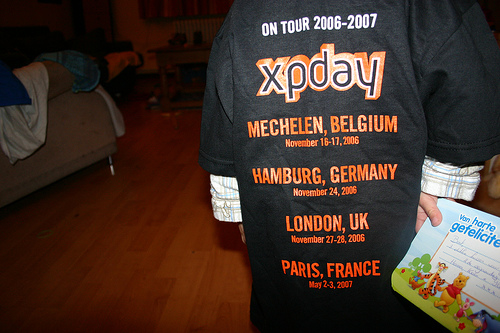 ON TOUR 2006-2007
xpday
MECHELEN, BELGIUM
November 16-17, 2006
HAMBURG, GERMANY
November 24, 2006
LONDON, UK
November 27-28, 2006
PARIS, FRANCE
May 2-3, 2007
Van harte
gefelicite